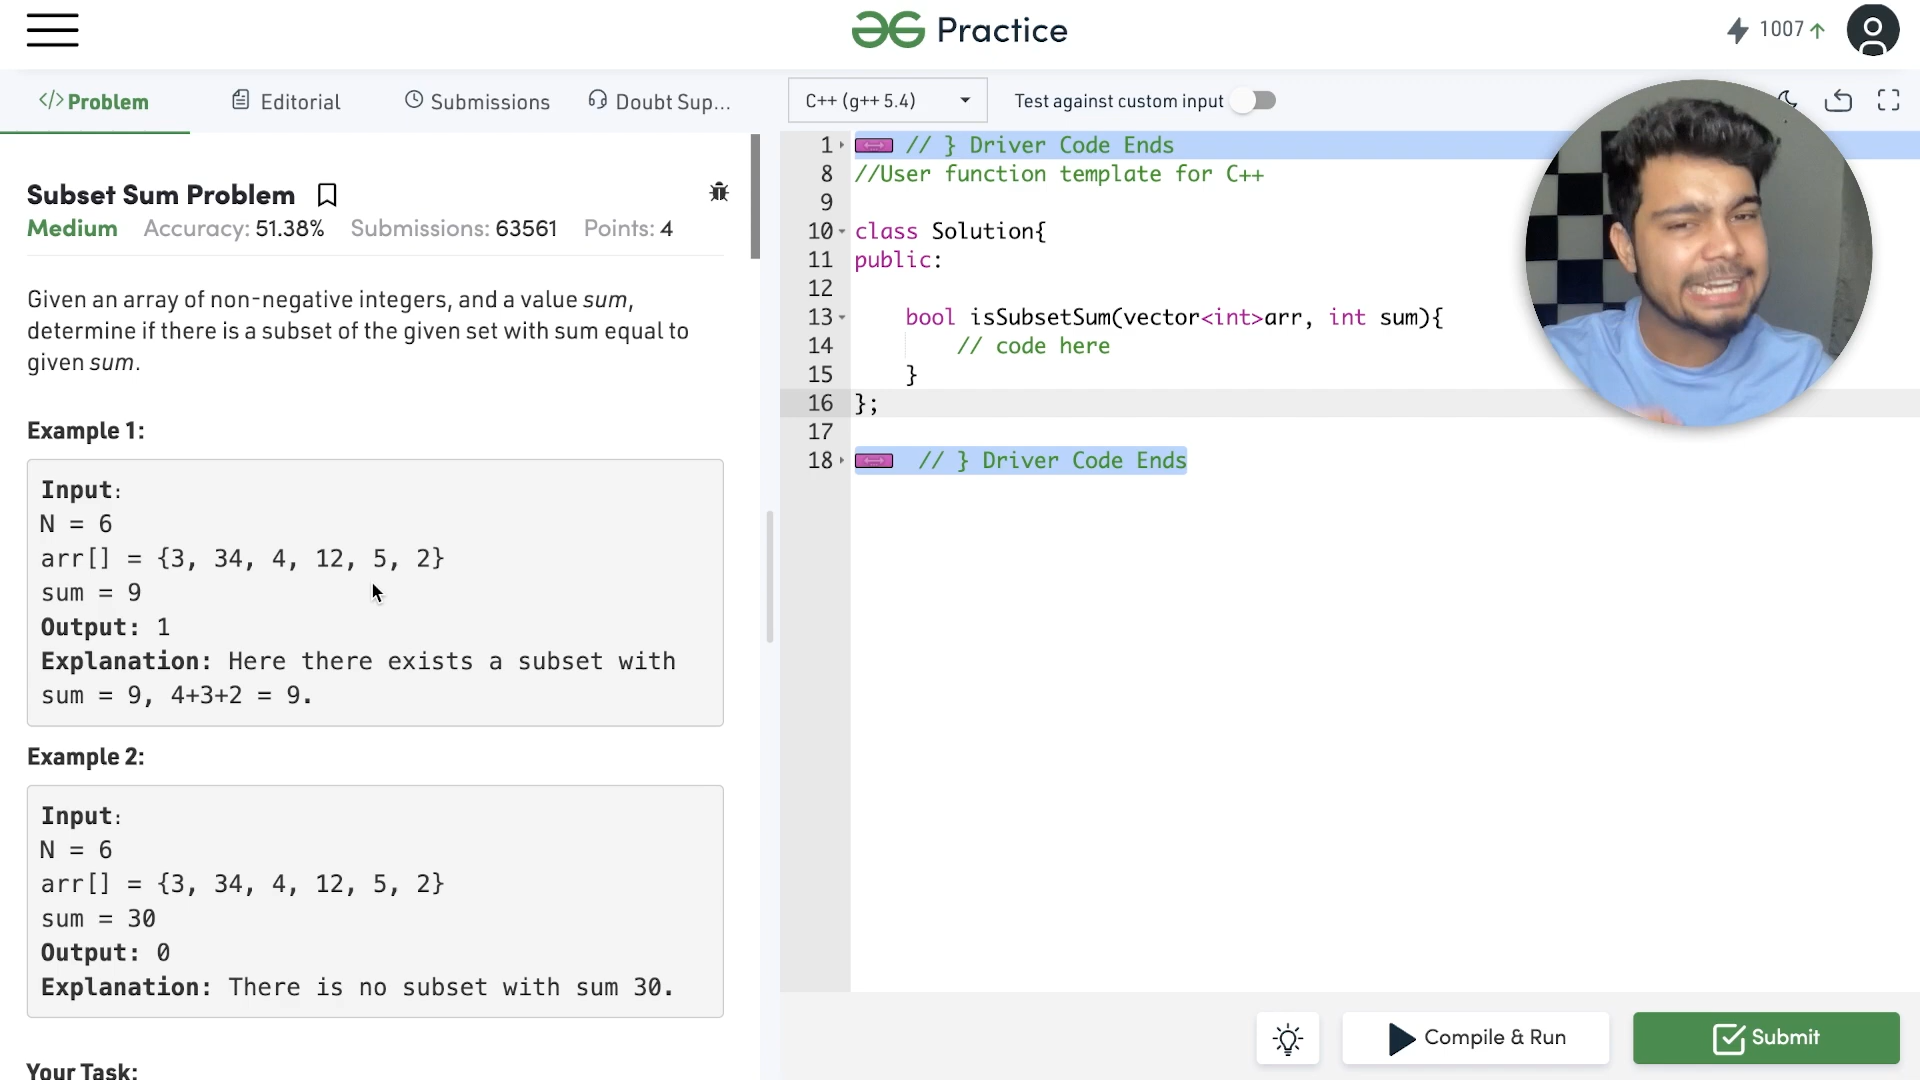 Practice
1007
</> Problem
Editorial
Submissions
Doubt Sup...
C++ (g++ 5.4)
Test against custom input
Subset Sum Problem
Medium Accuracy: 51.38% Submissions: 63561 Points: 4
Given an array of non-negative integers, and a value sum,
determine if there is a subset of the given set with sum equal to
given sum.
Example 1:
Input:
N = 6
arr[] = {3, 34, 4, 12, 5, 2}
sum = 9
Output: 1
Explanation: Here there exists a subset with
sum = 9, 4+3+2 = 9.
Example 2:
Input:
N = 6
arr[] = {3, 34, 4, 12, 5, 2}
sum = 30
Output: 0
Explanation: There is no subset with sum 30.
Your Task:
1 // } Driver Code Ends
8 //User function template for C++
9
10 class Solution{
11 public:
12
13 bool isSubsetSum(vector<int>arr, int sum){
14 // code here
15 }
16 };
17
18 // } Driver Code Ends
Compile & Run
Submit